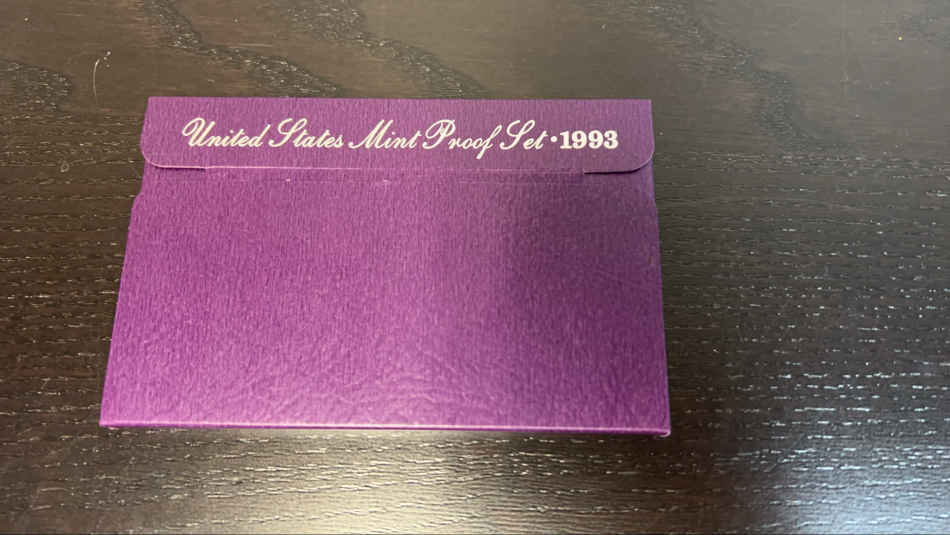 United States Mint Proof Set • 1993